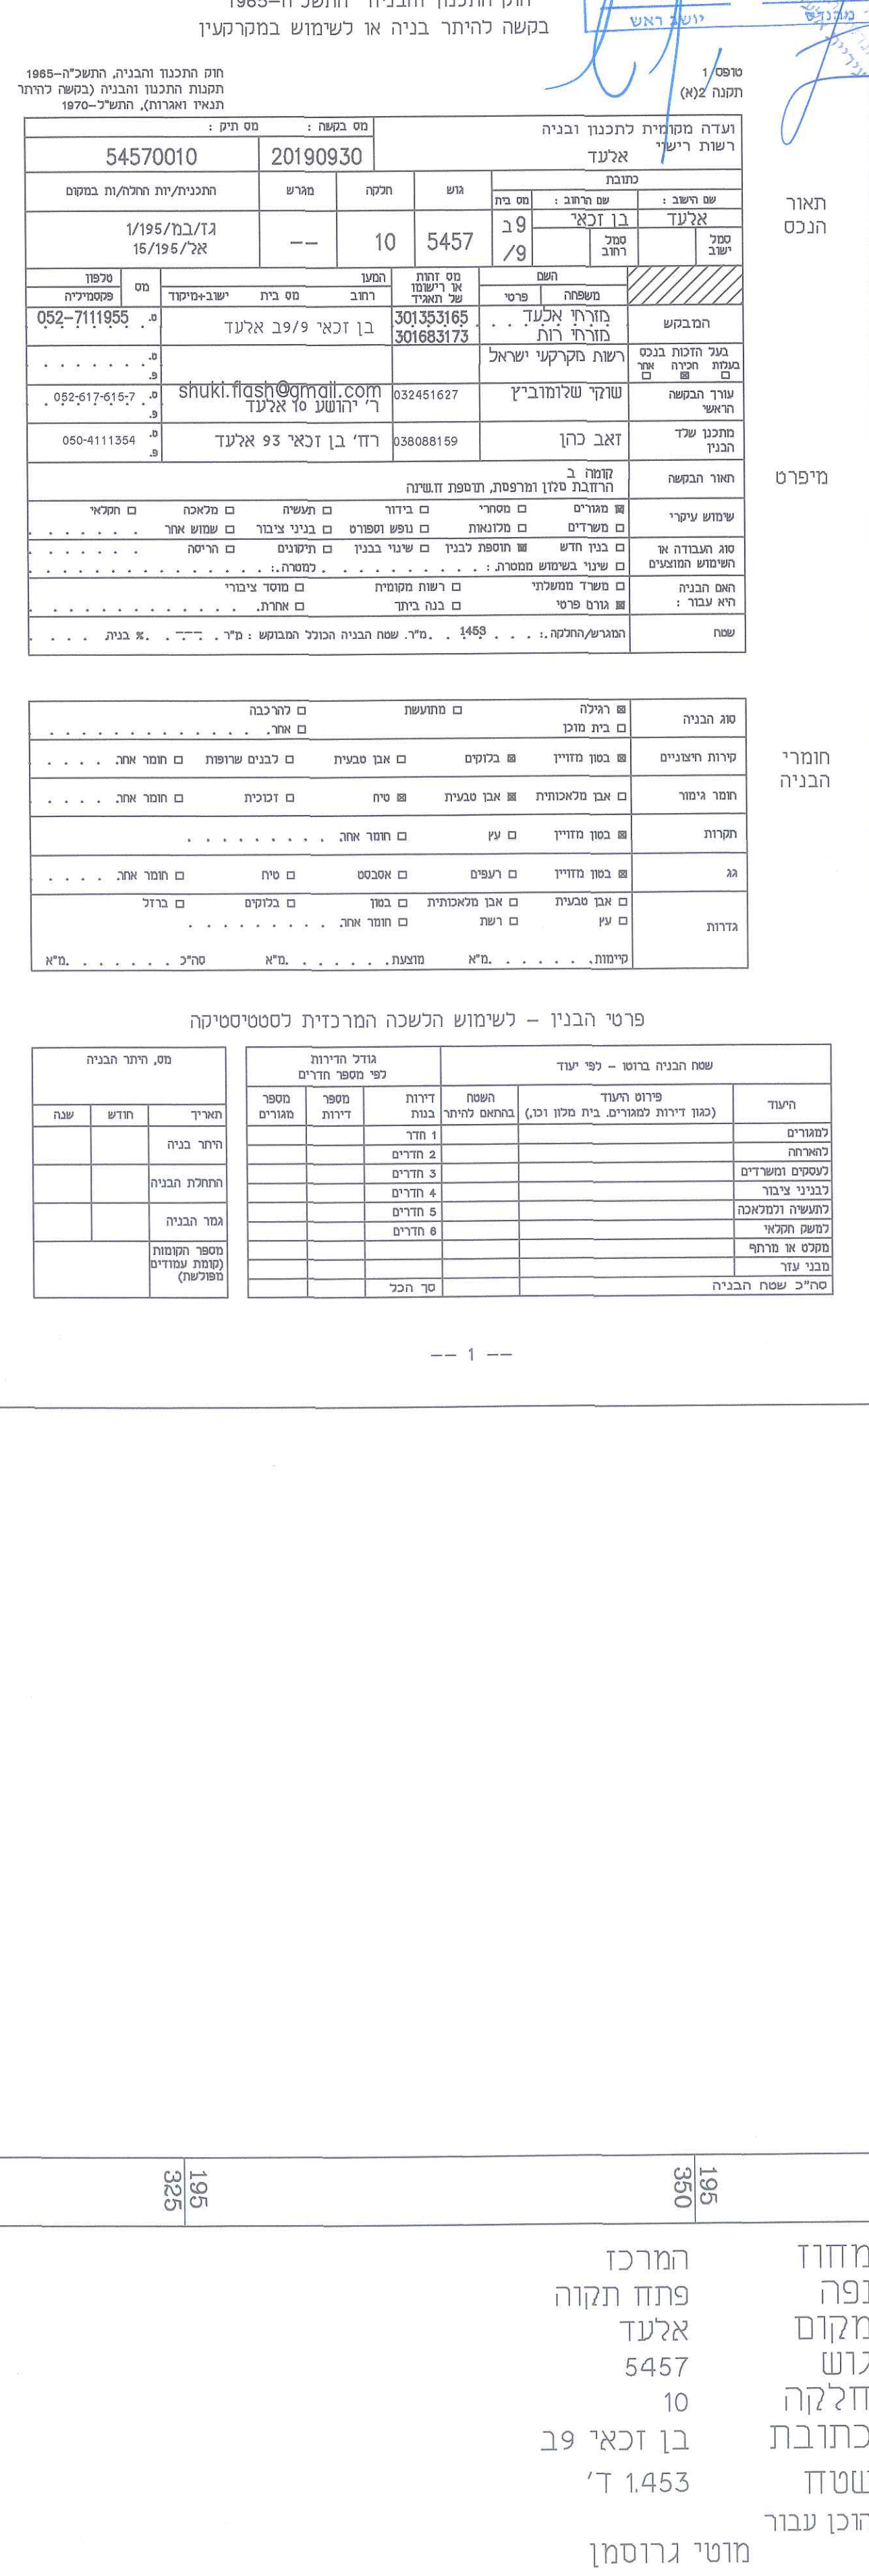 חוק התכנון והבניה התשכ"ה-1965
בקשה להיתר בניה או לשימוש במקרקעין
יושב ראש
מהנדס
טופס 1
תקנה 2(א)
חוק התכנון והבניה, התשכ"ה-1965
תקנות התכנון והבניה (בקשה להיתר
תנאיו ואגרות), התש"ל-1970
ועדה מקומית לתכנון ובניה
רשות רישוי
אלעד
מס בקשה :
מס תיק :
20190930
54570010
תאור
הנכס
כתובת
גוש
חלקה
מגרש
התכנית/יות החלה/ות במקום
שם הישוב :
שם הרחוב :
מס בית
אלעד
בן זכאי
9ב
/9
סמל
ישוב
סמל
רחוב
5457
10
--
גז/במ/1/195
אל/15/195
השם
משפחה
פרטי
מס זהות
או רישומו
של תאגיד
המען
רחוב מס בית ישוב+מיקוד
מס
טלפון
פקסמיליה
המבקש
מזרחי אלעד
מזרחי רות
301353165
301683173
בן זכאי 9/9ב אלעד
ט.
052-7111955
בעל הזכות בנכס
בעלות חכירה אחר
☐ ☒ ☐
רשות מקרקעי ישראל
ט.
פ.
עורך הבקשה
הראשי
שוקי שלומוביץ
032451627
shuki.flash@gmail.com
ר' יהושע 10 אלעד
ט. 052-617-615-7
פ.
מתכנן שלד
הבנין
זאב כהן
038088159
רח' בן זכאי 93 אלעד
ט. 050-4111354
פ.
מיפרט
תאור הבקשה
קומה ב
הרחבת סלון ומרפסת, תוספת חדשינה
שימוש עיקרי
☒ מגורים ☐ מסחרי ☐ בידור ☐ תעשיה ☐ מלאכה ☐ חקלאי
☐ משרדים ☐ מלונאות ☐ נופש וספורט ☐ בניני ציבור ☐ שמוש אחר
סוג העבודה או
השימוש המוצעים
☐ בנין חדש ☒ תוספת לבנין ☐ שינוי בבנין ☐ תיקונים ☐ הריסה
☐ שינוי בשימוש ממטרה: למטרה:
האם הבניה
היא עבור :
☐ משרד ממשלתי ☐ רשות מקומית ☐ מוסד ציבורי
☒ גורם פרטי ☐ בנה ביתך ☐ אחרת.
שטח
המגרש/החלקה: 1453 מ"ר. שטח הבניה הכולל המבוקש : מ"ר --- % בניה.
חומרי
הבניה
סוג הבניה
☒ רגילה ☐ מתועשת ☐ להרכבה
☐ בית מוכן ☐ אחר.
קירות חיצוניים
☒ בטון מזויין ☒ בלוקים ☐ אבן טבעית ☐ לבנים שרופות ☐ חומר אחר.
חומר גימור
☐ אבן מלאכותית ☒ אבן טבעית ☒ טיח ☐ זכוכית ☐ חומר אחר.
תקרות
☒ בטון מזויין ☐ עץ ☐ חומר אחר.
גג
☒ בטון מזויין ☐ רעפים ☐ אסבסט ☐ טיח ☐ חומר אחר.
גדרות
☐ אבן טבעית ☐ אבן מלאכותית ☐ בטון ☐ בלוקים ☐ ברזל
☐ עץ ☐ רשת ☐ חומר אחר.
קיימות. מ"א מוצעת. מ"א סה"כ מ"א.
פרטי הבנין - לשימוש הלשכה המרכזית לסטטיסטיקה
שטח הבניה ברוטו - לפי יעוד
היעוד
פירוט היעוד
(כגון דירות למגורים. בית מלון וכו.)
השטח
בהתאם להיתר
למגורים
להארחה
לעסקים ומשרדים
לבניני ציבור
לתעשיה ולמלאכה
למשק חקלאי
מקלט או מרתף
מבני עזר
סה"כ שטח הבניה
גודל הדירות
לפי מספר חדרים
דירות
בנות
מספר
דירות
מספר
מגורים
1 חדר
2 חדרים
3 חדרים
4 חדרים
5 חדרים
6 חדרים
סך הכל
מס, היתר הבניה
תאריך חודש שנה
היתר בניה
התחלת הבניה
גמר הבניה
מספר הקומות
(קומת עמודים
מפולשת)
-- 1 --
195
350
195
325
מחוז המרכז
נפה פתח תקוה
מקום אלעד
גוש 5457
חלקה 10
כתובת בן זכאי 9ב
שטח 1.453 ד'
הוכן עבור
מוטי גרוסמן